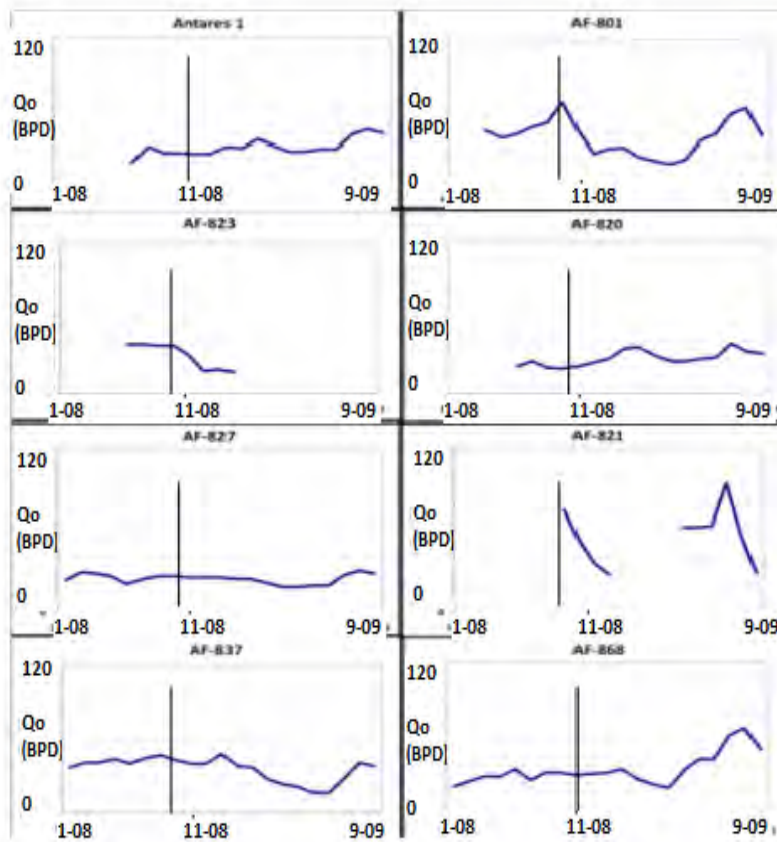 Antares 1
120
Qo
(BPD)
0
1-08
11-08
9-09
AF-801
120
Qo
(BPD)
0
1-08
11-08
9-09
AF-823
120
Qo
(BPD)
0
1-08
11-08
9-09
AF-820
120
Qo
(BPD)
0
1-08
11-08
9-09
AF-827
120
Qo
(BPD)
0
1-08
11-08
9-09
AF-821
120
Qo
(BPD)
0
1-08
11-08
9-09
AF-837
120
Qo
(BPD)
0
1-08
11-08
9-09
AF-868
120
Qo
(BPD)
0
1-08
11-08
9-09